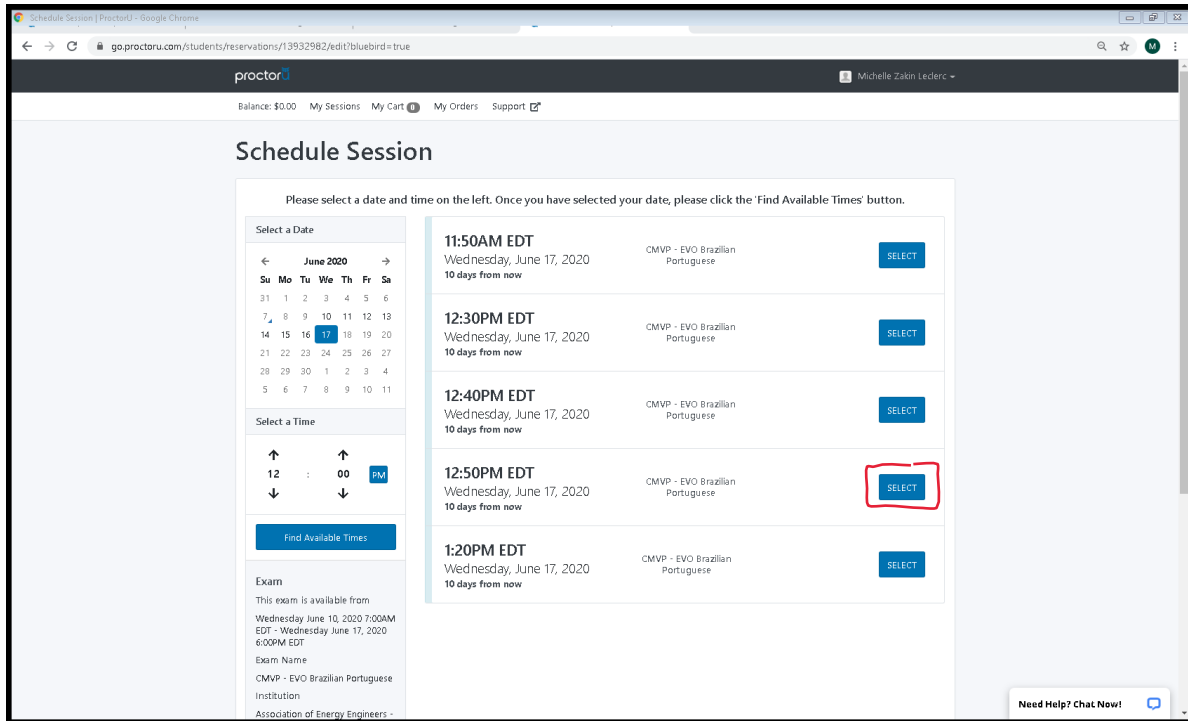 Schedule Session | ProctorU - Google Chrome
go.proctoru.com/students/reservations/13932982/edit?bluebird=true
M
proctorU
Michelle Zakin Leclerc
Balance: $0.00 My Sessions My Cart 0 My Orders Support
Schedule Session
Please select a date and time on the left. Once you have selected your date, please click the 'Find Available Times' button.
Select a Date
June 2020
Su Mo Tu We Th Fr Sa
31 1 2 3 4 5 6
7 8 9 10 11 12 13
14 15 16 17 18 19 20
21 22 23 24 25 26 27
28 29 30 1 2 3 4
5 6 7 8 9 10 11
Select a Time
12 : 00 PM
Find Available Times
Exam
This exam is available from
Wednesday June 10, 2020 7:00AM
EDT - Wednesday June 17, 2020
6:00PM EDT
Exam Name
CMVP - EVO Brazilian Portuguese
Institution
Association of Energy Engineers -
11:50AM EDT
Wednesday, June 17, 2020
10 days from now
CMVP - EVO Brazilian
Portuguese
SELECT
12:30PM EDT
Wednesday, June 17, 2020
10 days from now
CMVP - EVO Brazilian
Portuguese
SELECT
12:40PM EDT
Wednesday, June 17, 2020
10 days from now
CMVP - EVO Brazilian
Portuguese
SELECT
12:50PM EDT
Wednesday, June 17, 2020
10 days from now
CMVP - EVO Brazilian
Portuguese
SELECT
1:20PM EDT
Wednesday, June 17, 2020
10 days from now
CMVP - EVO Brazilian
Portuguese
SELECT
Need Help? Chat Now!